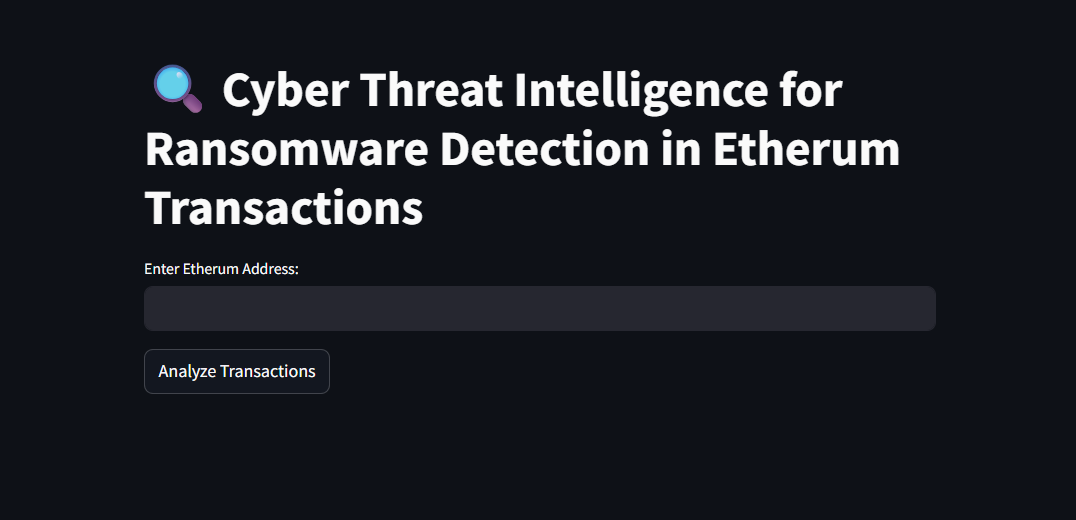 Cyber Threat Intelligence for
Ransomware Detection in Etherum
Transactions
Enter Etherum Address:
Analyze Transactions